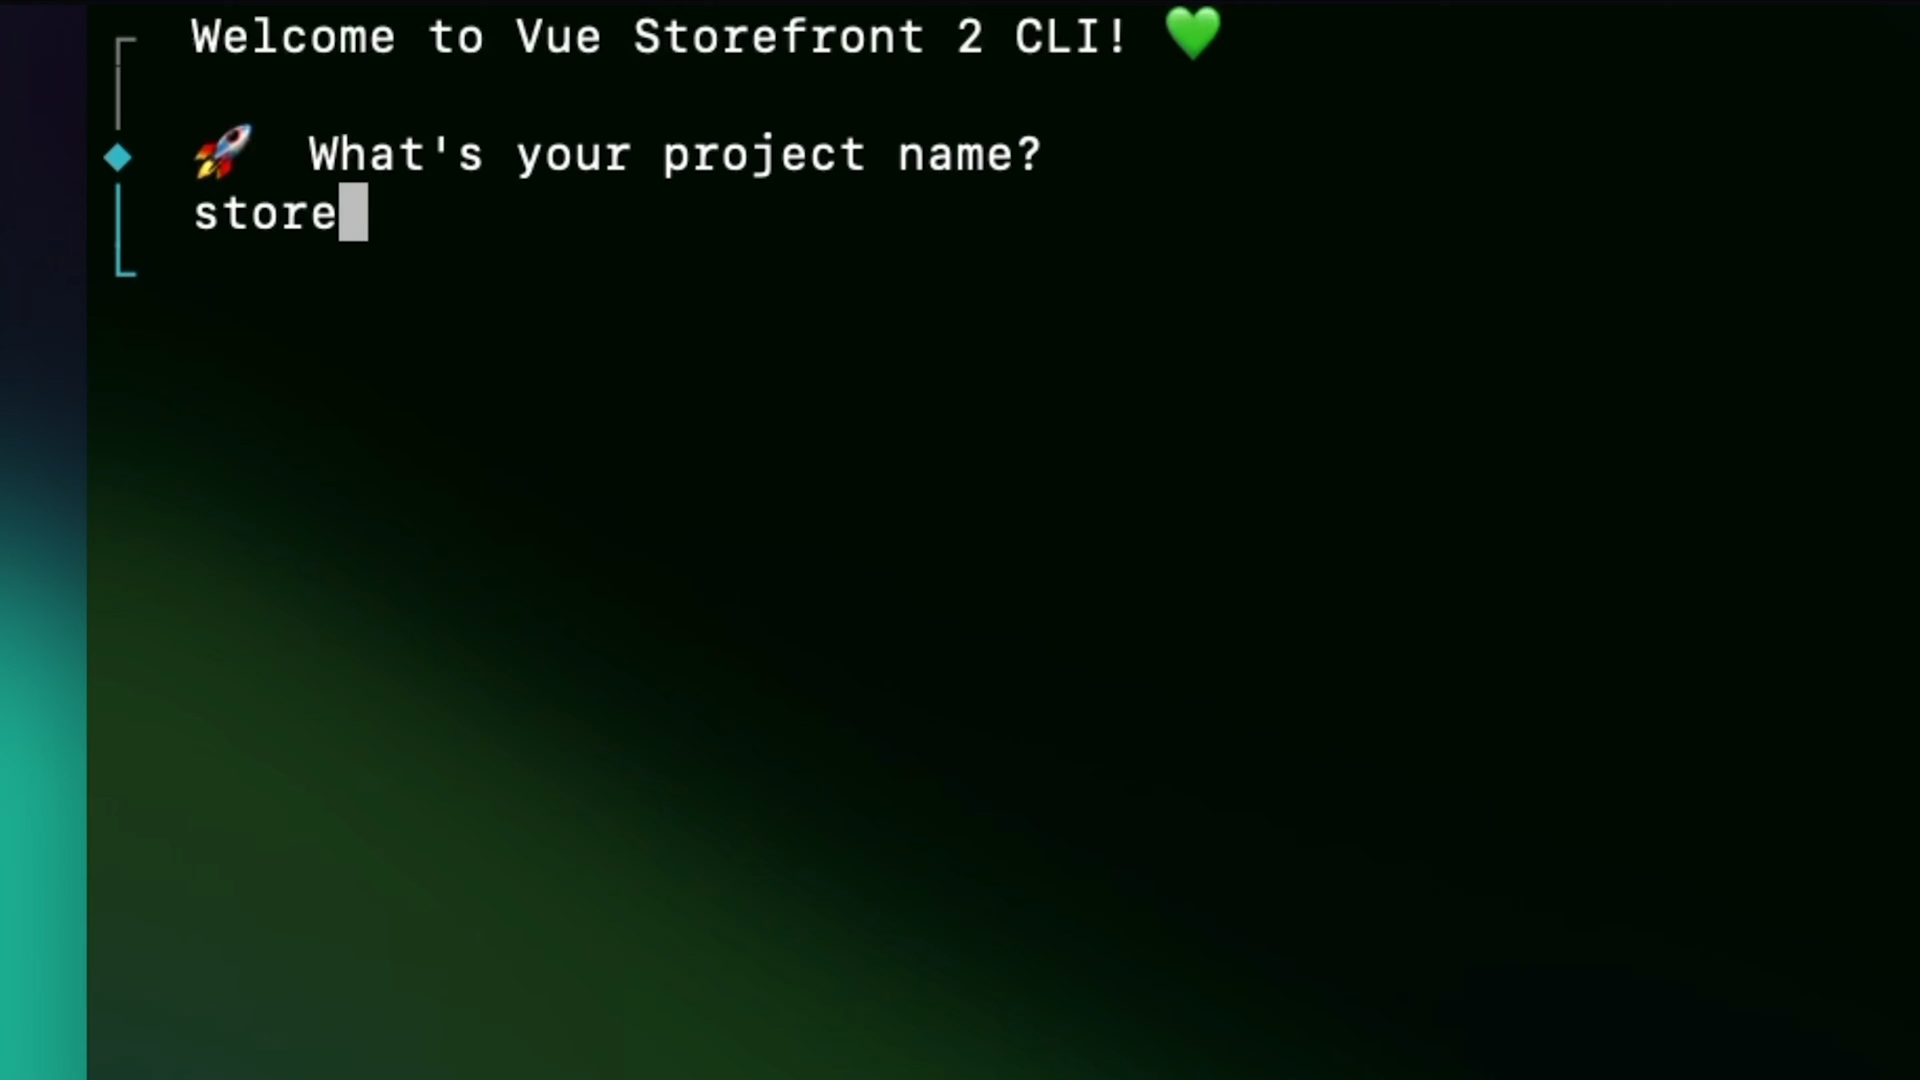 Welcome to Vue Storefront 2 CLI! 💚
🚀 What's your project name?
store